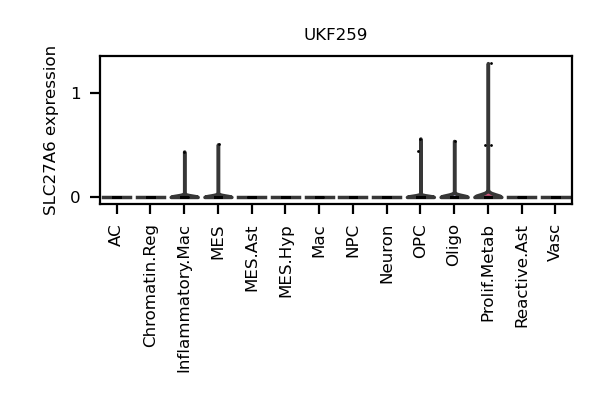 UKF259
SLC27A6 expression
1
0
AC
Chromatin.Reg
Inflammatory.Mac
MES
MES.Ast
MES.Hyp
Mac
NPC
Neuron
OPC
Oligo
Prolif.Metab
Reactive.Ast
Vasc